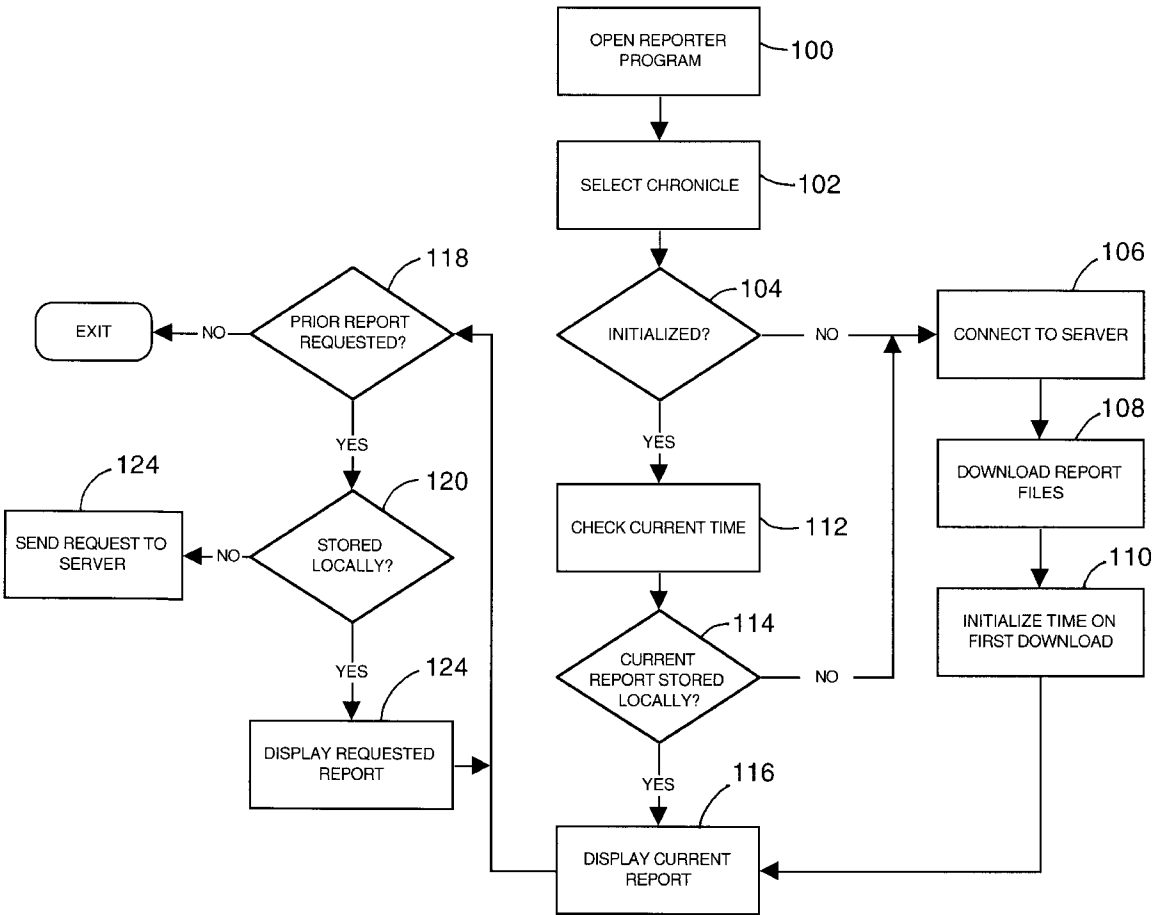 OPEN REPORTER
PROGRAM
100
SELECT CHRONICLE
102
INITIALIZED?
104
NO
YES
CONNECT TO SERVER
106
DOWNLOAD REPORT
FILES
108
INITIALIZE TIME ON
FIRST DOWNLOAD
110
CHECK CURRENT TIME
112
CURRENT
REPORT STORED
LOCALLY?
114
NO
YES
DISPLAY CURRENT
REPORT
116
PRIOR REPORT
REQUESTED?
118
NO
EXIT
YES
STORED
LOCALLY?
120
NO
SEND REQUEST TO
SERVER
124
YES
DISPLAY REQUESTED
REPORT
124